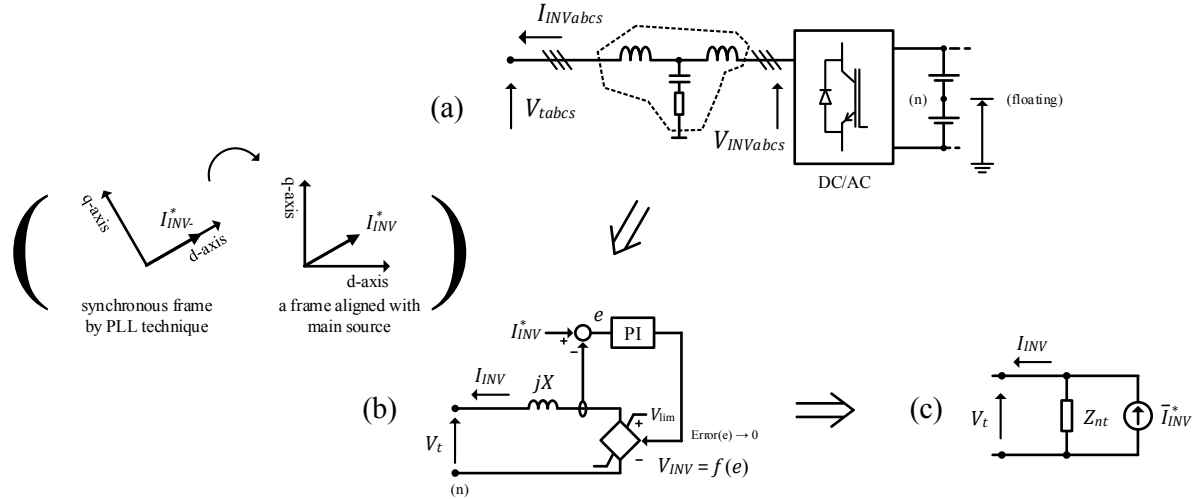 I_INVabcs
(a)
V_tabcs
V_INVabcs
(n)
(floating)
DC/AC
q-axis
I*_INV-
d-axis
synchronous frame
by PLL technique
q-axis
I*_INV
d-axis
a frame aligned with
main source
I*_INV
+
−
e
PI
I_INV
jX
(b)
V_t
(n)
V_lim
+
−
Error(e) → 0
V_INV = f(e)
(c)
I_INV
V_t
Z_nt
Ī*_INV